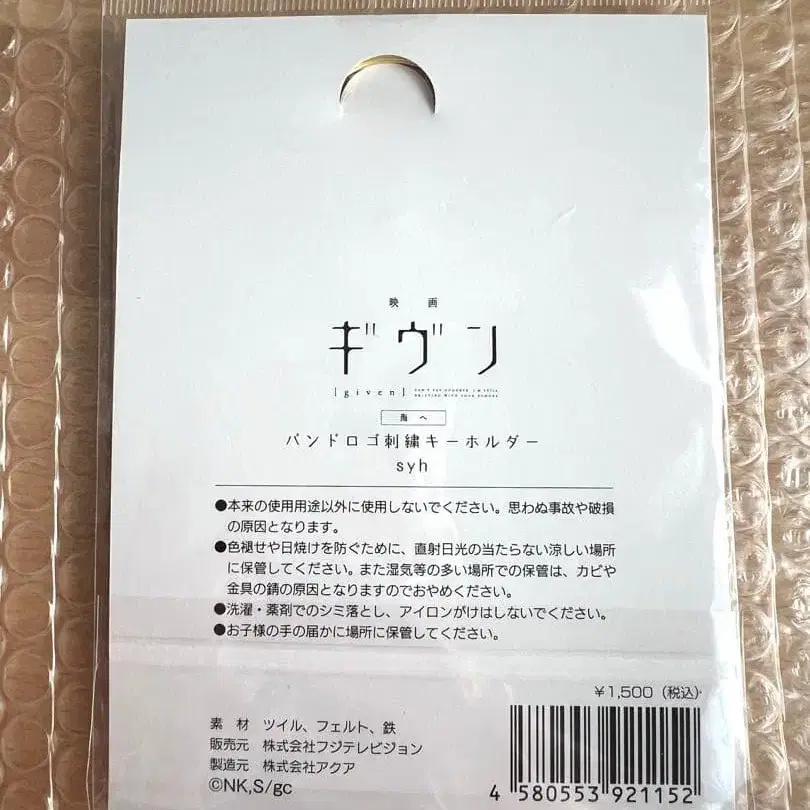 映画
ギヴン
[given]
海へ
バンドロゴ刺繍キーホルダー
syh
●本来の使用用途以外に使用しないでください。思わぬ事故や破損
の原因となります。
●色褪せや日焼けを防ぐために、直射日光の当たらない涼しい場所
に保管してください。また湿気等の多い場所での保管は、カビや
金具の錆の原因となりますのでおやめください。
●洗濯・薬剤でのシミ落とし、アイロンがけはしないでください。
●お子様の手の届かに場所に保管してください。
¥1,500（税込）
素材 ツイル、フェルト、鉄
販売元 株式会社フジテレビジョン
製造元 株式会社アクア
©NK,S/gc
4 580553 921152